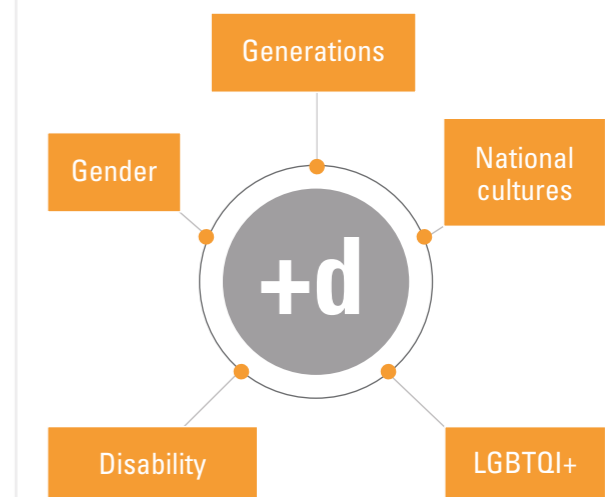 Generations
Gender
National
cultures
+d
Disability
LGBTQI+